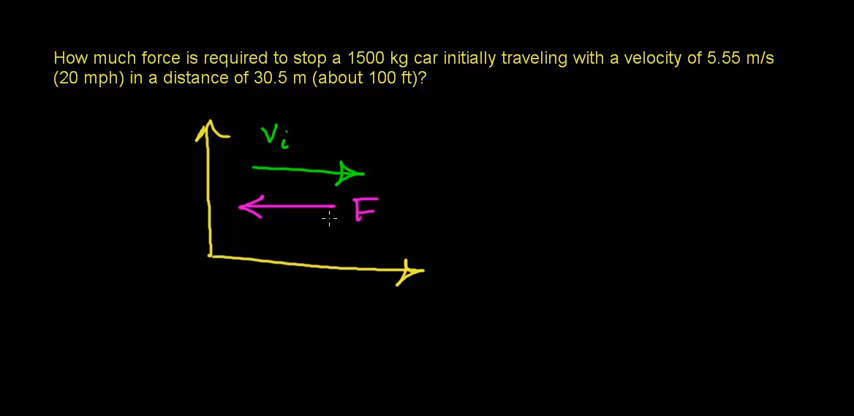 How much force is required to stop a 1500 kg car initially traveling with a velocity of 5.55 m/s
(20 mph) in a distance of 30.5 m (about 100 ft)?
Vi
F